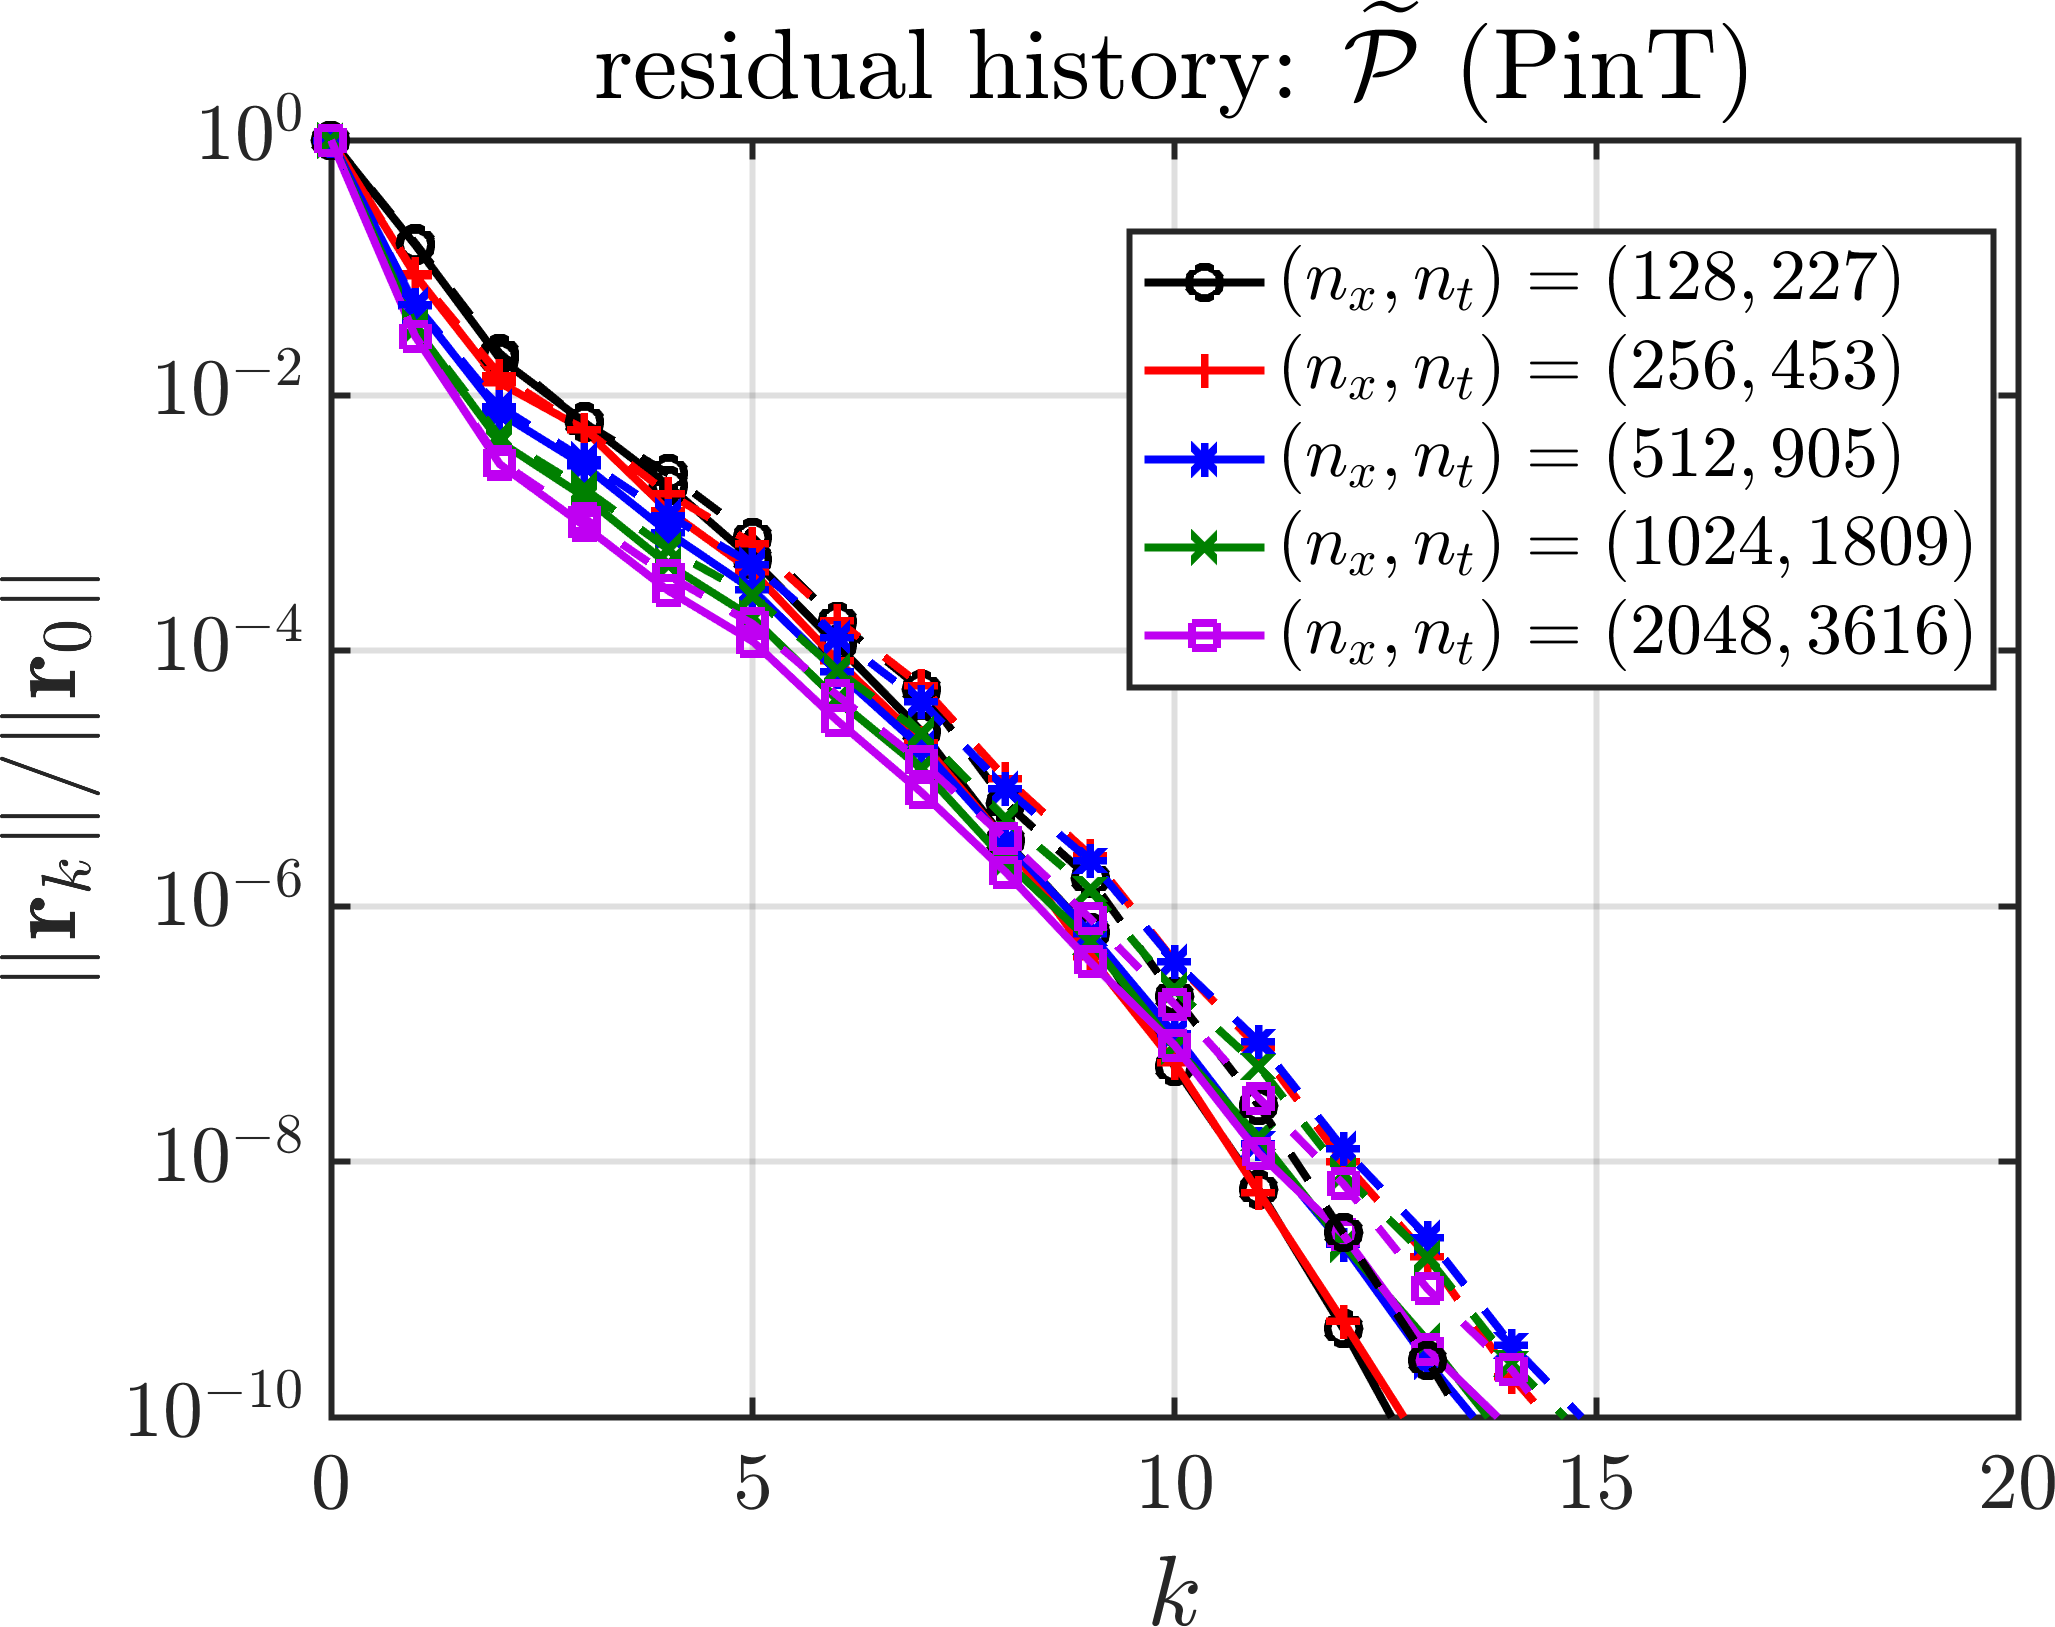 residual history: $\widetilde{\mathcal{P}}$ (PinT)
‖r_k‖/‖r_0‖
10^0
10^{-2}
10^{-4}
10^{-6}
10^{-8}
10^{-10}
(n_x, n_t) = (128, 227)
(n_x, n_t) = (256, 453)
(n_x, n_t) = (512, 905)
(n_x, n_t) = (1024, 1809)
(n_x, n_t) = (2048, 3616)
0 5 10 15 20
k